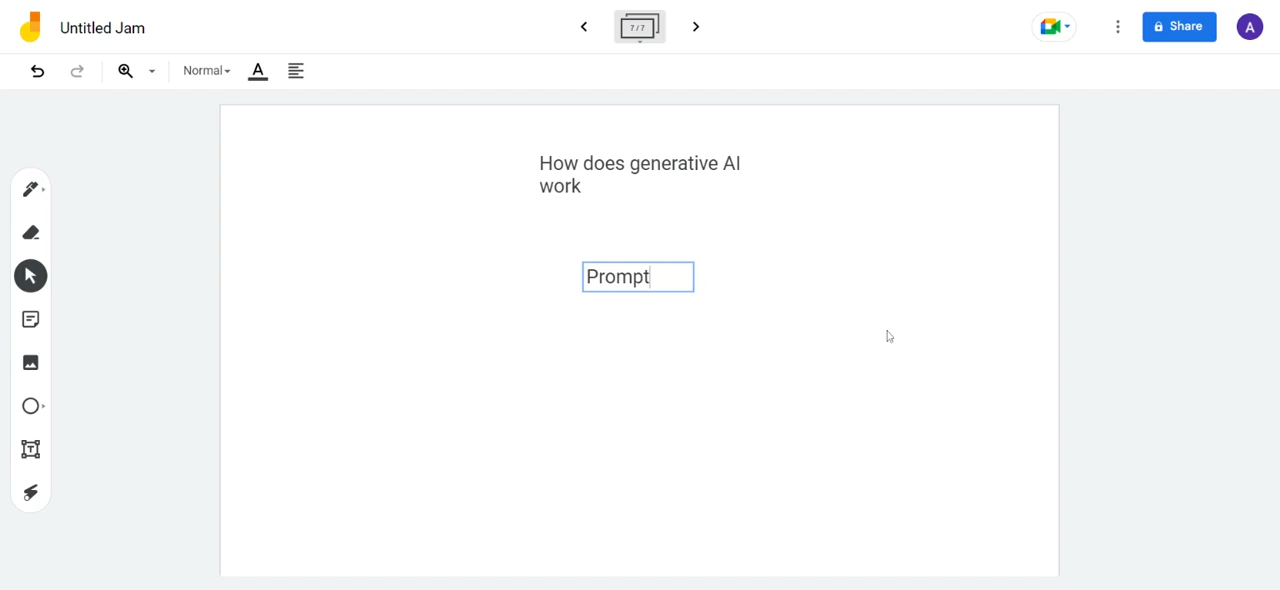 Untitled Jam
7 / 7
Share
A
Normal
A
How does generative AI
work
Prompt
T